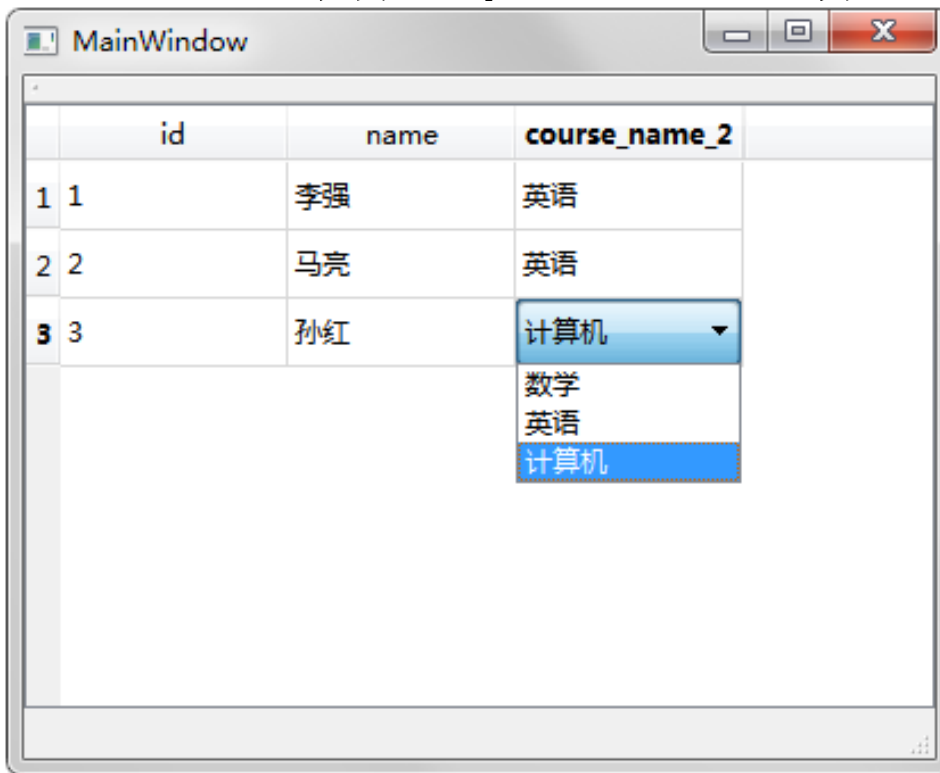 MainWindow
id name course_name_2
1 1 李强 英语
2 2 马亮 英语
3 3 孙红 计算机
数学
英语
计算机